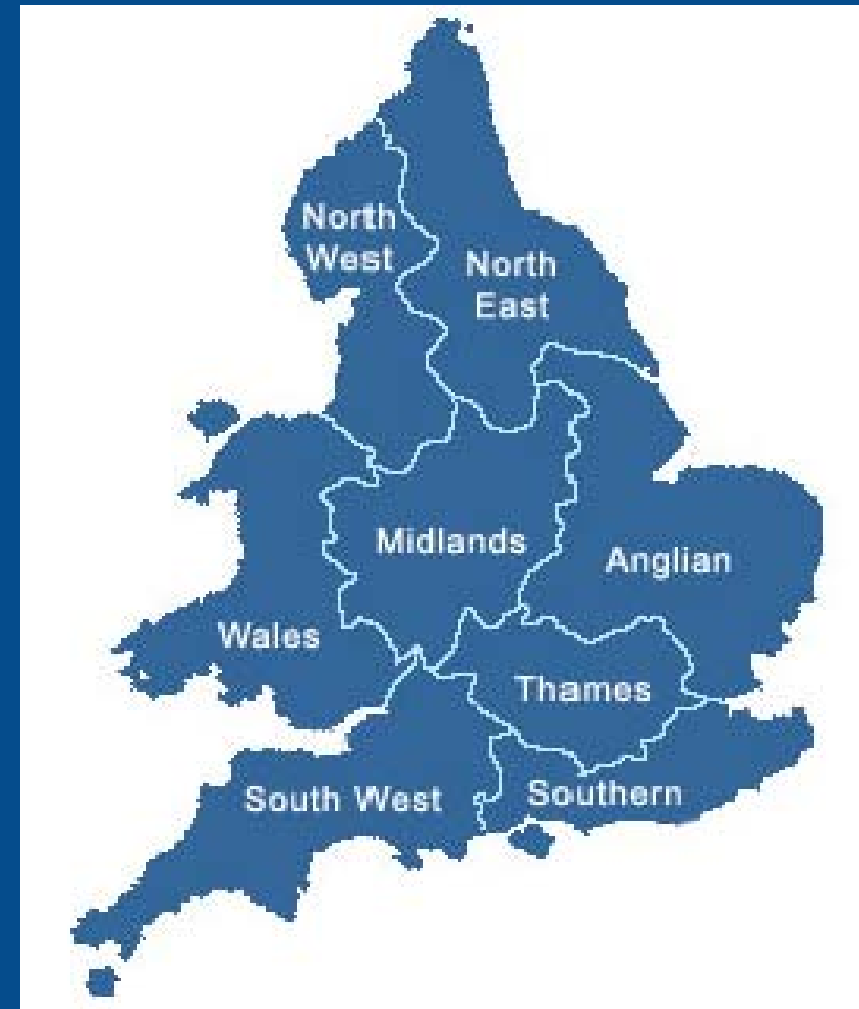 North
West
North
East
Midlands
Anglian
Wales
Thames
South West
Southern